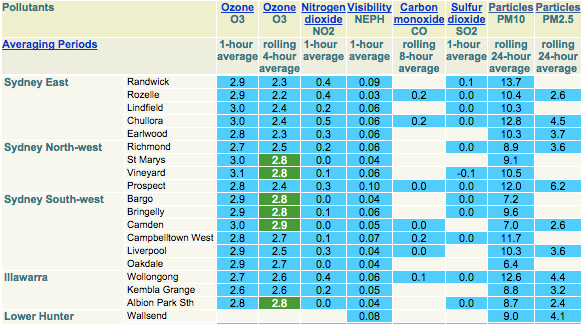 Pollutants Ozone O3 Ozone O3 Nitrogen dioxide NO2 Visibility NEPH Carbon monoxide CO Sulfur dioxide SO2 Particles PM10 Particles PM2.5
Averaging Periods 1-hour average rolling 4-hour average 1-hour average 1-hour average rolling 8-hour average 1-hour average rolling 24-hour average rolling 24-hour average
Sydney East Randwick 2.9 2.3 0.4 0.09 0.1 13.7
Rozelle 2.9 2.2 0.4 0.03 0.2 0.0 10.4 2.6
Lindfield 3.0 2.4 0.2 0.06 0.0 10.3
Chullora 3.0 2.4 0.5 0.06 0.2 0.0 12.8 4.5
Earlwood 2.8 2.3 0.3 0.06 10.3 3.7
Sydney North-west Richmond 2.7 2.5 0.2 0.06 0.0 8.9 3.6
St Marys 3.0 2.8 0.0 0.04 9.1
Vineyard 3.1 2.8 0.1 0.06 -0.1 10.5
Prospect 2.8 2.4 0.3 0.10 0.0 0.0 12.0 6.2
Sydney South-west Bargo 2.9 2.8 0.0 0.04 0.0 7.2
Bringelly 2.9 2.8 0.1 0.06 0.0 9.6
Camden 3.0 2.9 0.0 0.05 0.0 7.0 2.6
Campbelltown West 2.8 2.7 0.1 0.07 0.2 0.0 11.7
Liverpool 2.9 2.5 0.3 0.04 0.0 10.3 3.6
Oakdale 2.9 2.7 0.0 0.04 6.4
Illawarra Wollongong 2.7 2.6 0.4 0.06 0.1 0.0 12.6 4.4
Kembla Grange 2.6 2.6 0.2 0.05 8.8 3.2
Albion Park Sth 2.8 2.8 0.0 0.04 0.0 8.7 2.4
Lower Hunter Wallsend 0.08 9.0 4.1